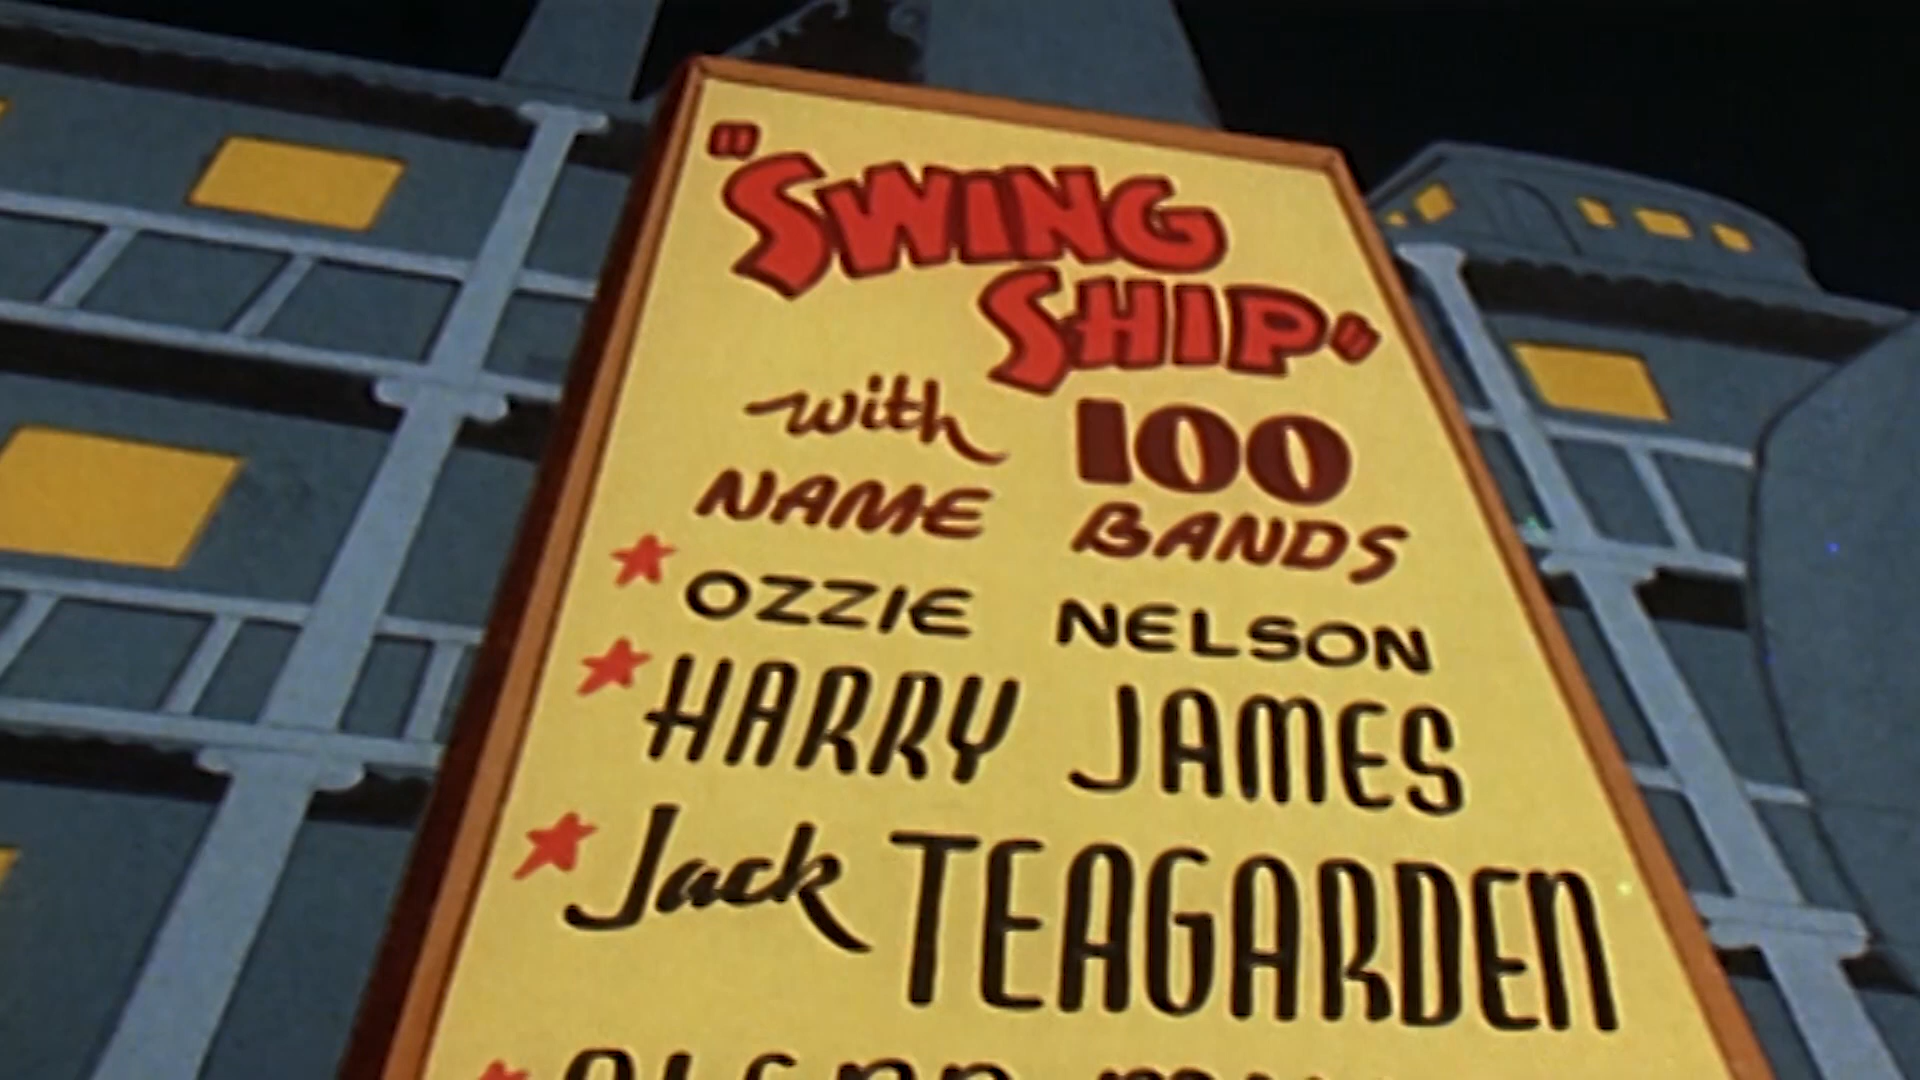 "SWING
SHIP"
with 100
NAME BANDS
OZZIE NELSON
HARRY JAMES
Jack TEAGARDEN